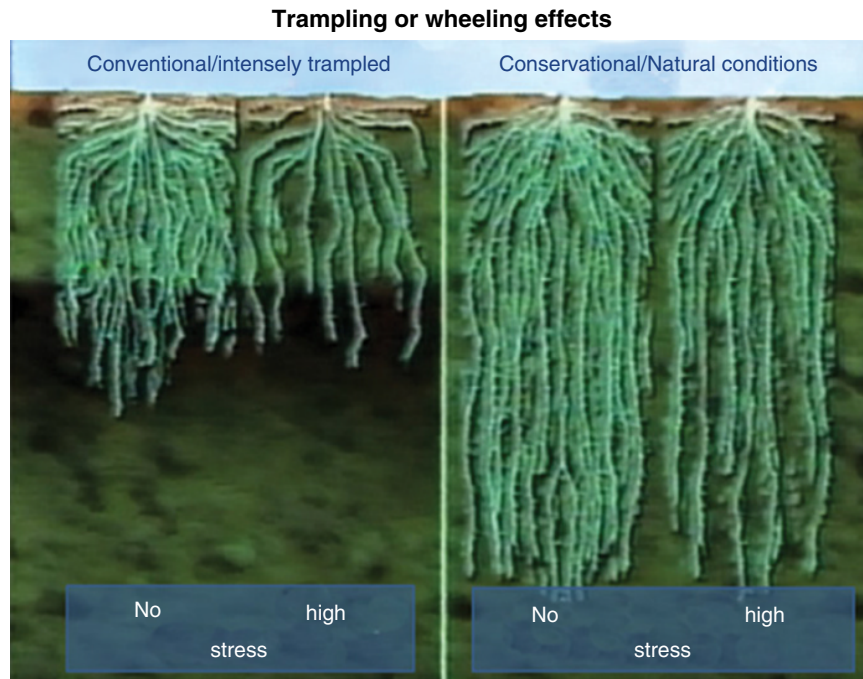 Trampling or wheeling effects
Conventional/intensely trampled
Conservational/Natural conditions
No high
stress
No high
stress